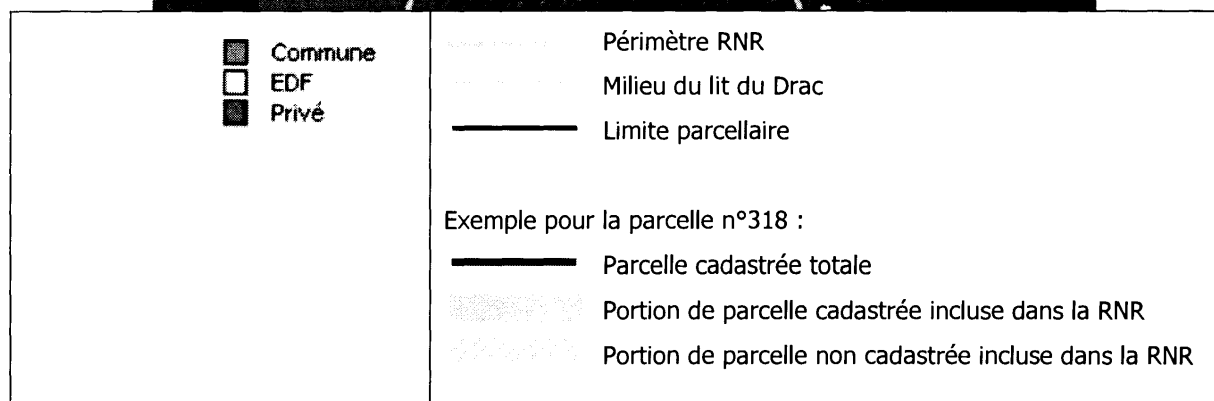 Commune
EDF
Privé
Périmètre RNR
Milieu du lit du Drac
Limite parcellaire
Exemple pour la parcelle n°318 :
Parcelle cadastrée totale
Portion de parcelle cadastrée incluse dans la RNR
Portion de parcelle non cadastrée incluse dans la RNR